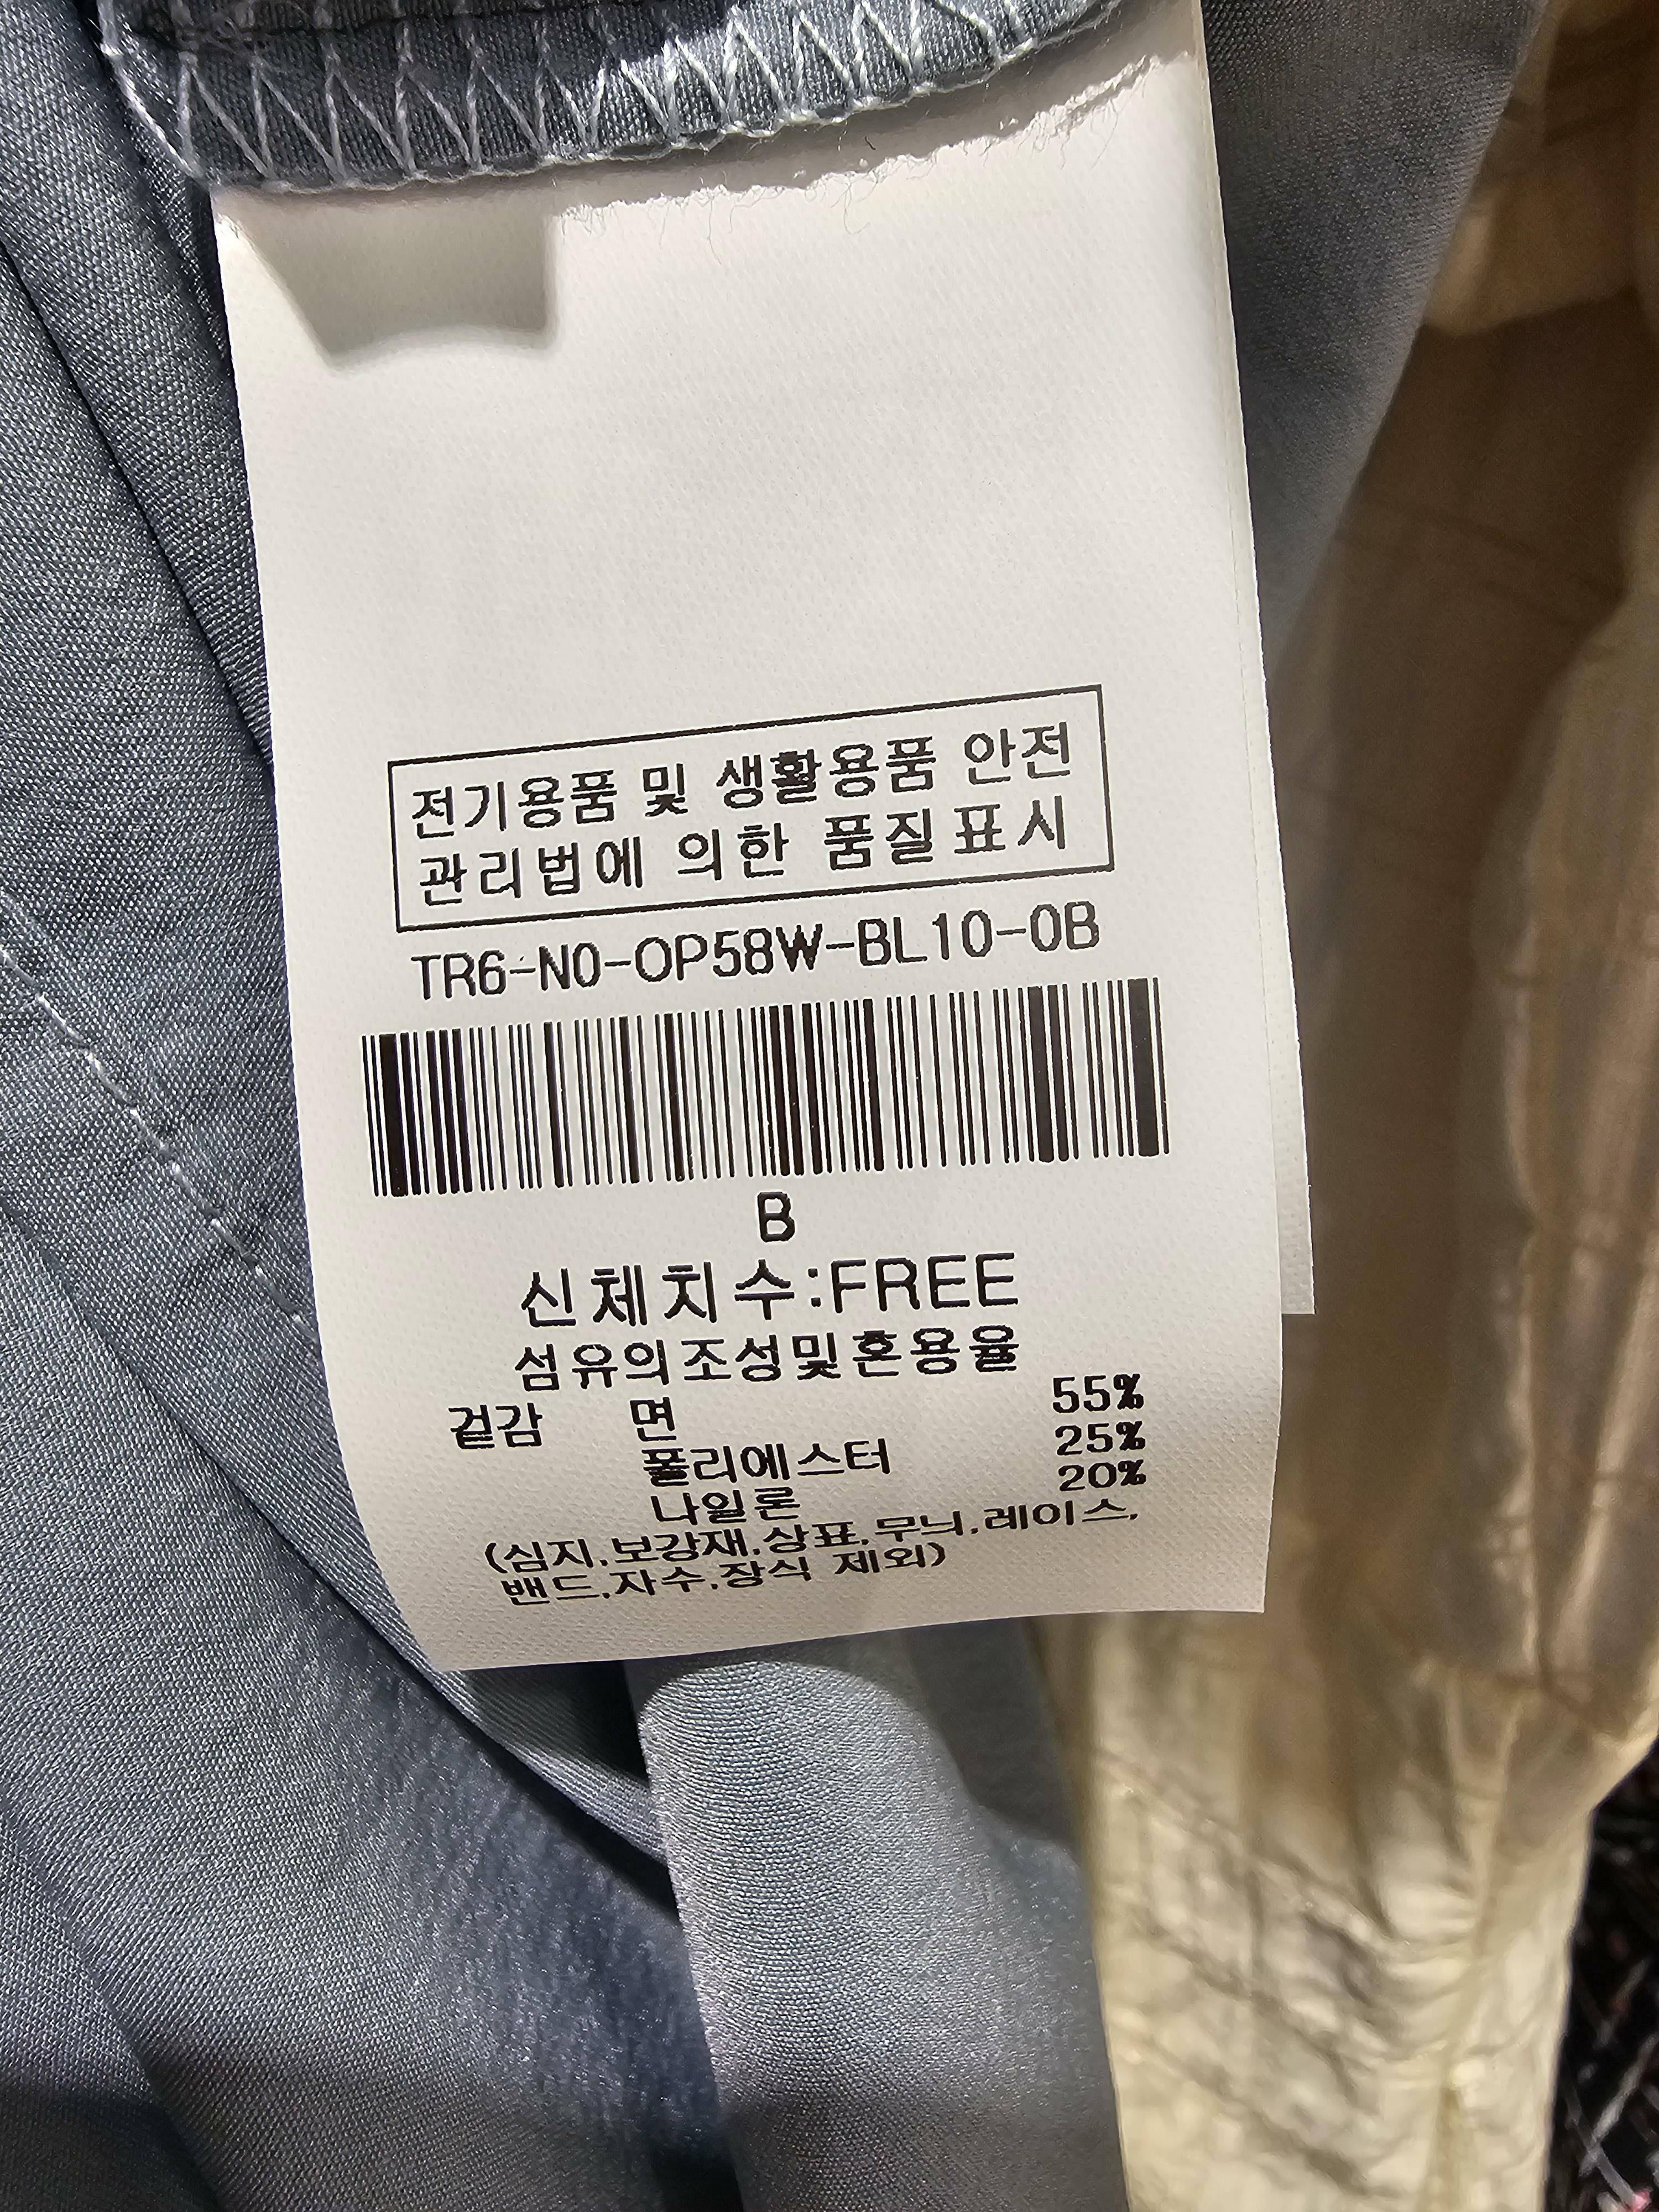 전기용품 및 생활용품 안전
관리법에 의한 품질표시
TR6-N0-OP58W-BL10-0B
B
신체치수:FREE
섬유의조성및혼용율
겉감 면 55%
폴리에스터 25%
나일론 20%
(심지.보강재.상표.무늬.레이스,
밴드.자수.장식 제외)